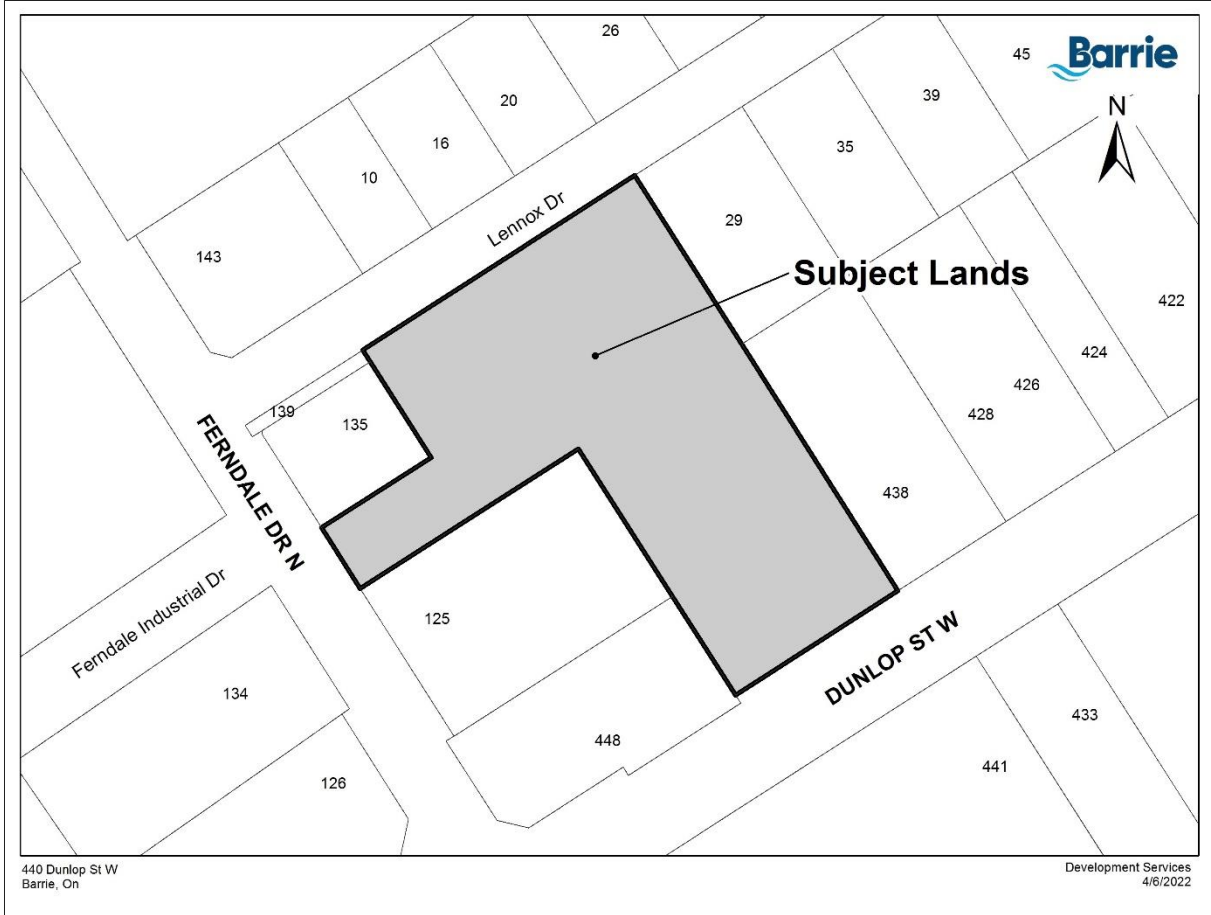 26
45
Barrie
20
39
N
16
35
10
Lennox Dr
29
143
Subject Lands
422
424
139
135
426
428
FERNDALE DR N
438
Ferndale Industrial Dr
125
DUNLOP ST W
134
433
448
441
126
440 Dunlop St W
Barrie, On
Development Services
4/6/2022